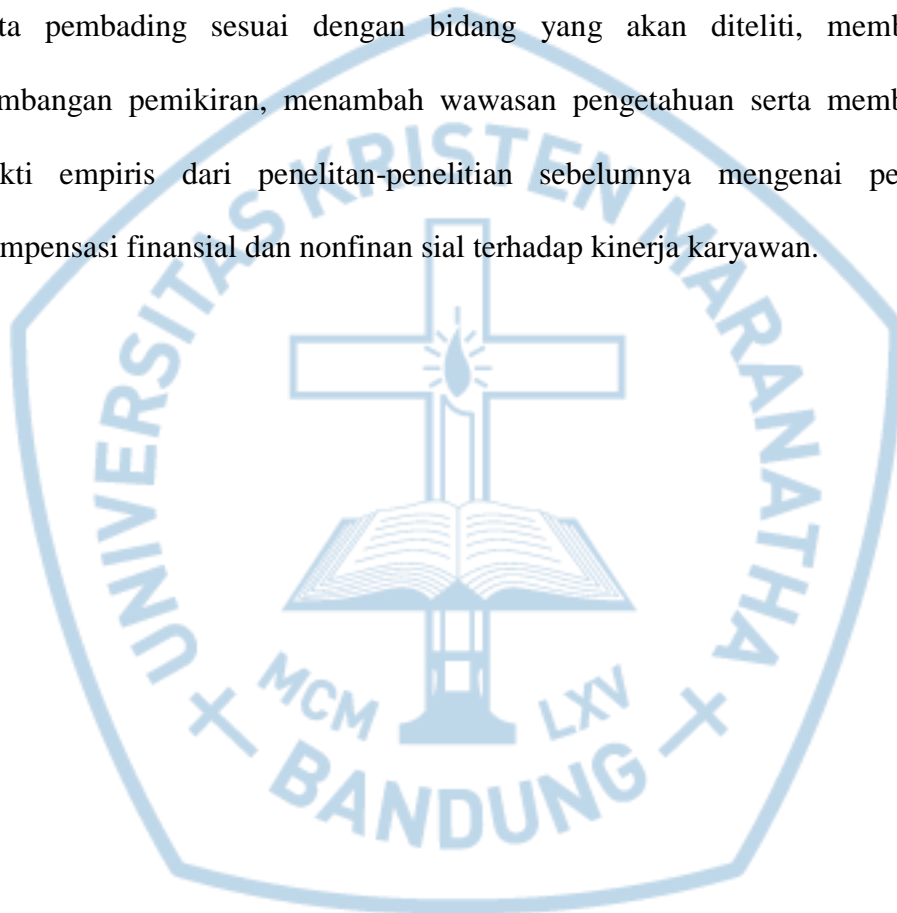 ta pembading sesuai dengan bidang yang akan diteliti, memb
mbangan pemikiran, menambah wawasan pengetahuan serta memb
kti empiris dari penelitan-penelitian sebelumnya mengenai pe
mpensasi finansial dan nonfinan sial terhadap kinerja karyawan.
UNIVERSITAS KRISTEN MARANATHA
MCM LXV
BANDUNG